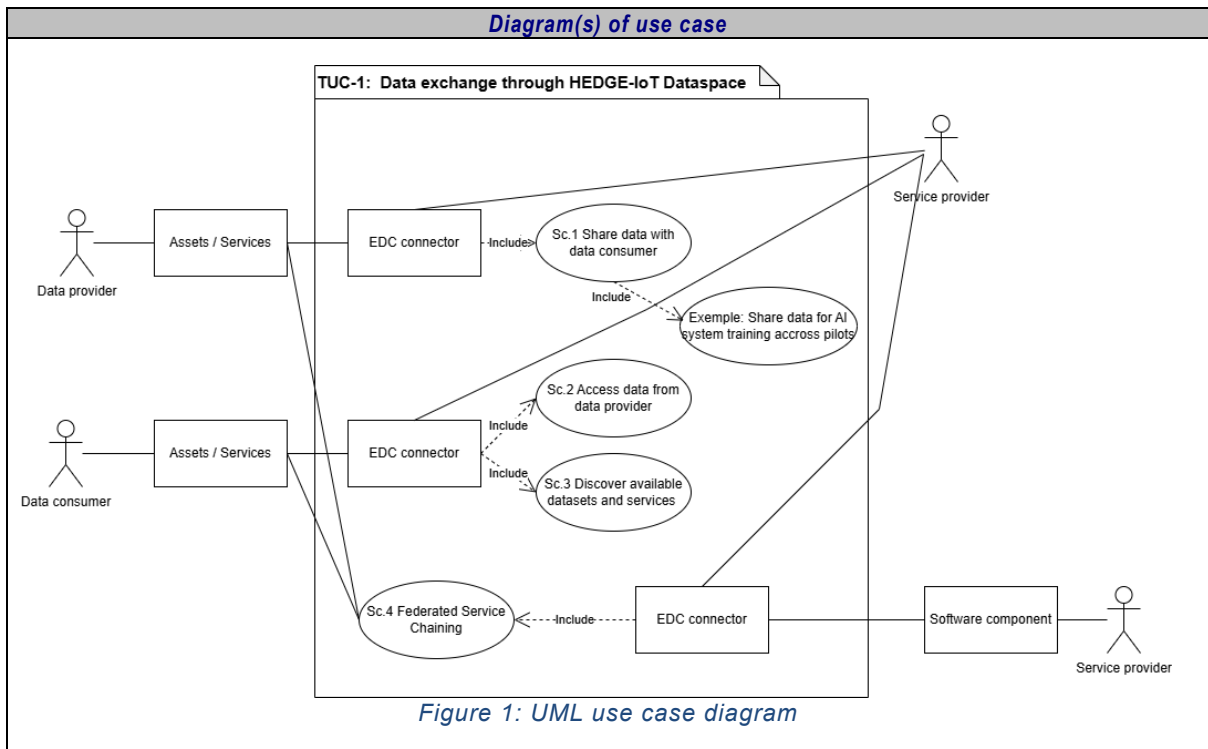 Diagram(s) of use case
TUC-1: Data exchange through HEDGE-IoT Dataspace
Service provider
Data provider
Assets / Services
EDC connector
Include
Sc.1 Share data with
data consumer
Include
Exemple: Share data for AI
system training accross pilots
Data consumer
Assets / Services
EDC connector
Include
Sc.2 Access data from
data provider
Include
Sc.3 Discover available
datasets and services
Sc.4 Federated Service
Chaining
Include
EDC connector
Software component
Service provider
Figure 1: UML use case diagram